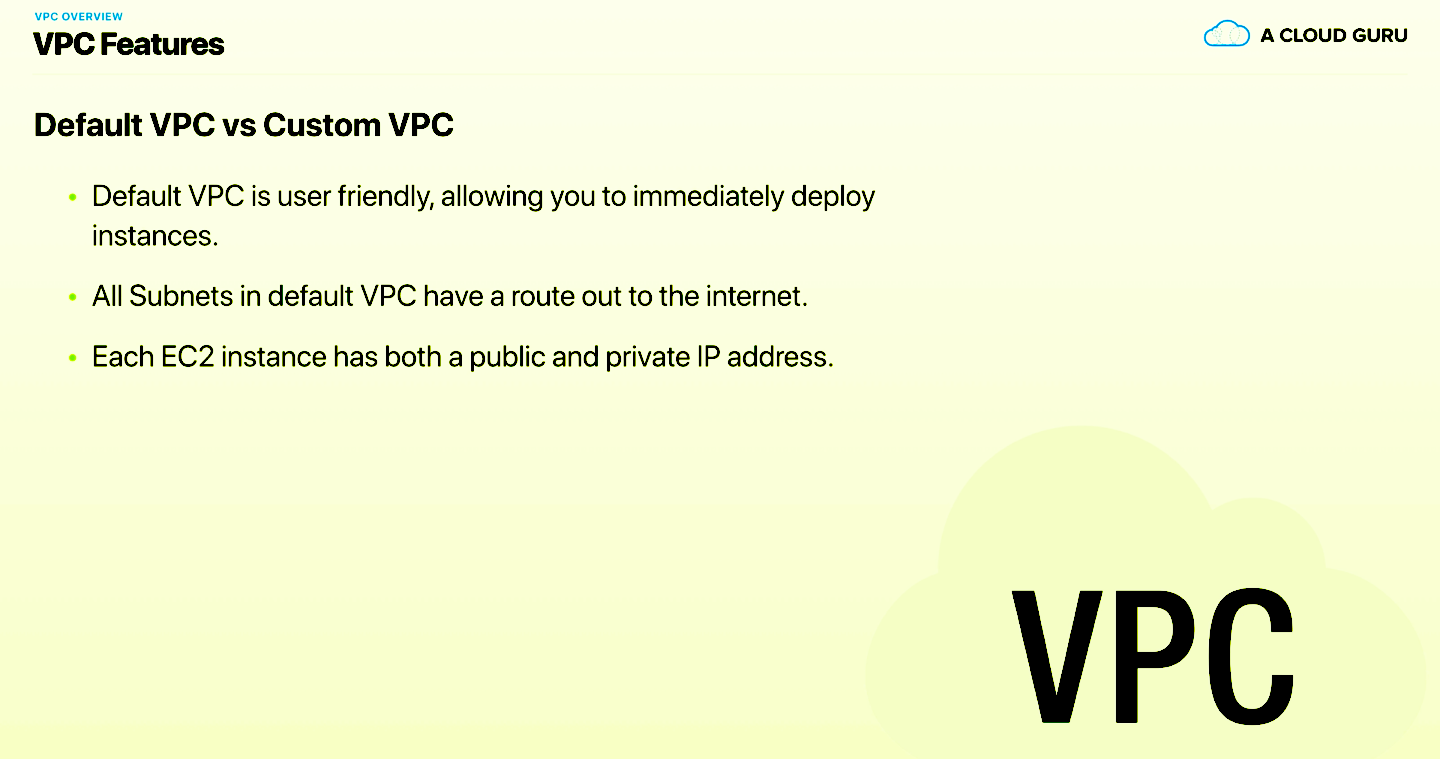 VPC OVERVIEW
VPC Features
A CLOUD GURU
Default VPC vs Custom VPC
• Default VPC is user friendly, allowing you to immediately deploy
instances.
• All Subnets in default VPC have a route out to the internet.
• Each EC2 instance has both a public and private IP address.
VPC